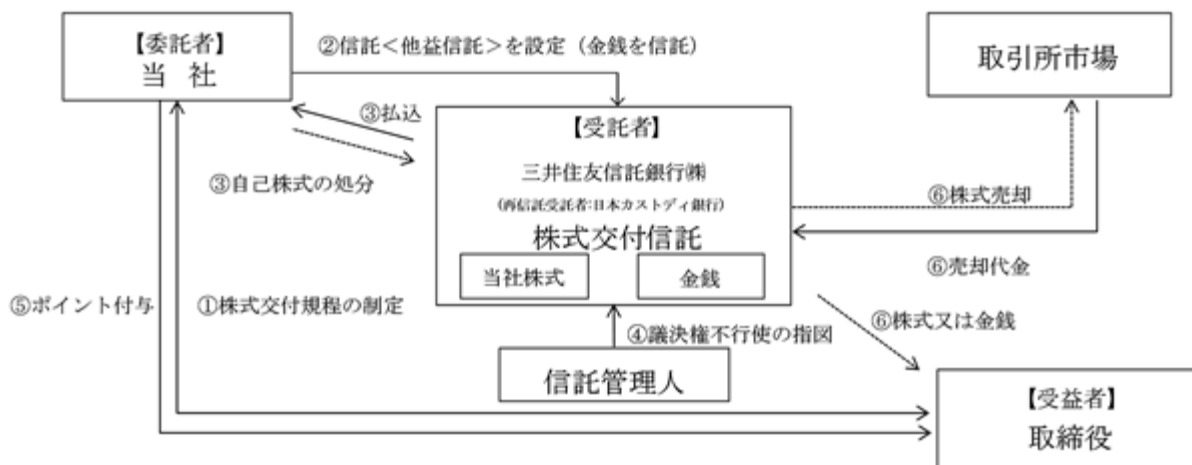 【委託者】
当 社
②信託＜他益信託＞を設定（金銭を信託）
取引所市場
③払込
③自己株式の処分
【受託者】
三井住友信託銀行㈱
(再信託受託者:日本カストディ銀行)
株式交付信託
当社株式
金銭
⑥株式売却
⑥売却代金
⑤ポイント付与
①株式交付規程の制定
④議決権不行使の指図
⑥株式又は金銭
信託管理人
【受益者】
取締役